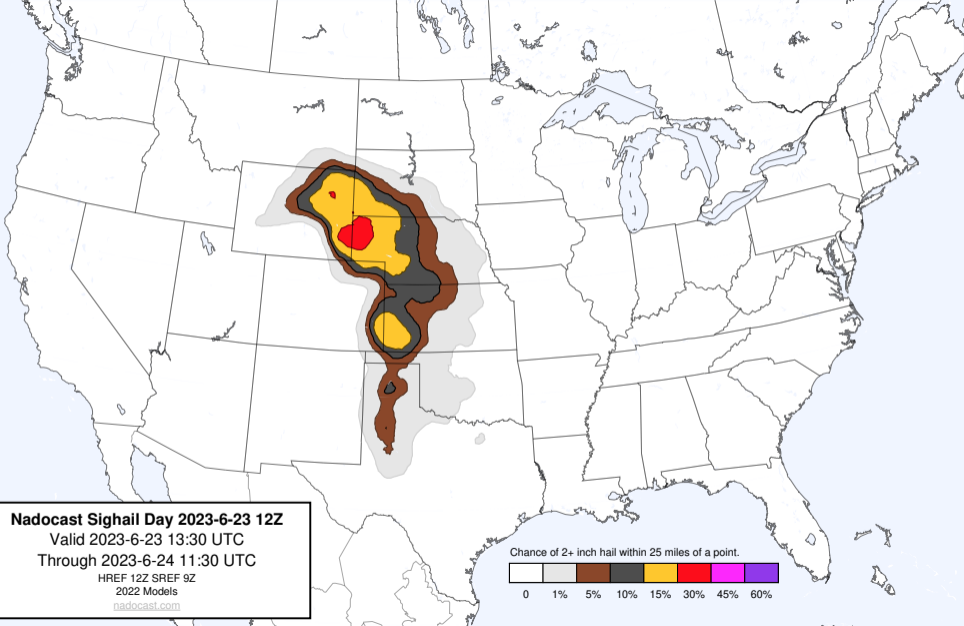 Nadocast Sighail Day 2023-6-23 12Z
Valid 2023-6-23 13:30 UTC
Through 2023-6-24 11:30 UTC
HREF 12Z SREF 9Z
2022 Models
nadocast.com
Chance of 2+ inch hail within 25 miles of a point.
0 1% 5% 10% 15% 30% 45% 60%